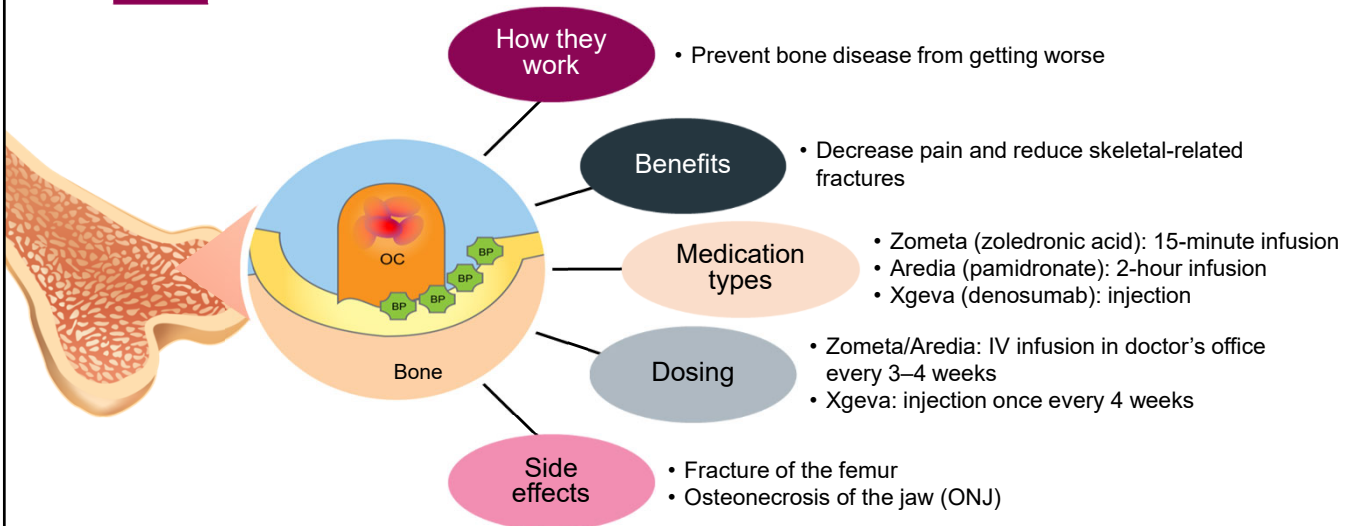 How they
work
• Prevent bone disease from getting worse
Benefits
• Decrease pain and reduce skeletal-related
fractures
Medication
types
• Zometa (zoledronic acid): 15-minute infusion
• Aredia (pamidronate): 2-hour infusion
• Xgeva (denosumab): injection
Dosing
• Zometa/Aredia: IV infusion in doctor’s office
every 3–4 weeks
• Xgeva: injection once every 4 weeks
Side
effects
• Fracture of the femur
• Osteonecrosis of the jaw (ONJ)
OC
BP
BP
BP
BP
Bone